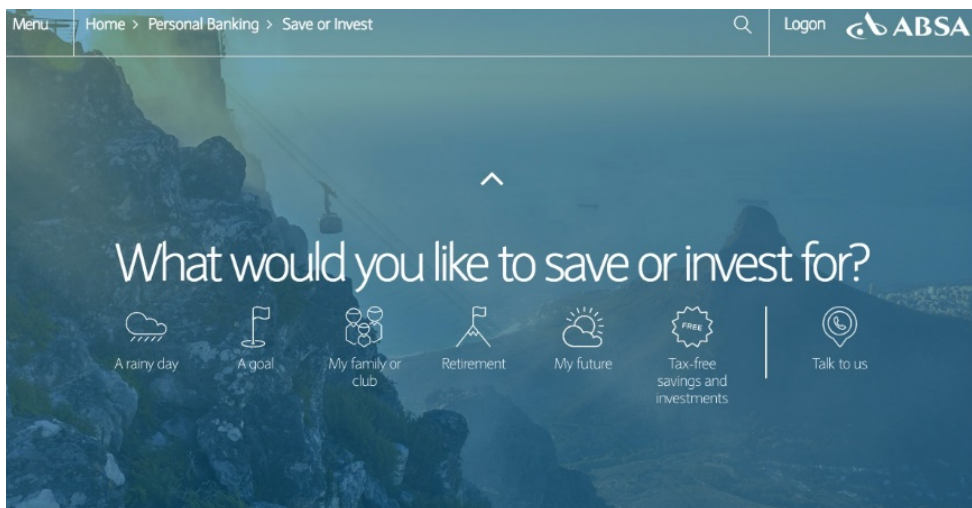 Menu
Home > Personal Banking > Save or Invest
Logon
ABSA
What would you like to save or invest for?
A rainy day
A goal
My family or
club
Retirement
My future
FREE
Tax-free
savings and
investments
Talk to us